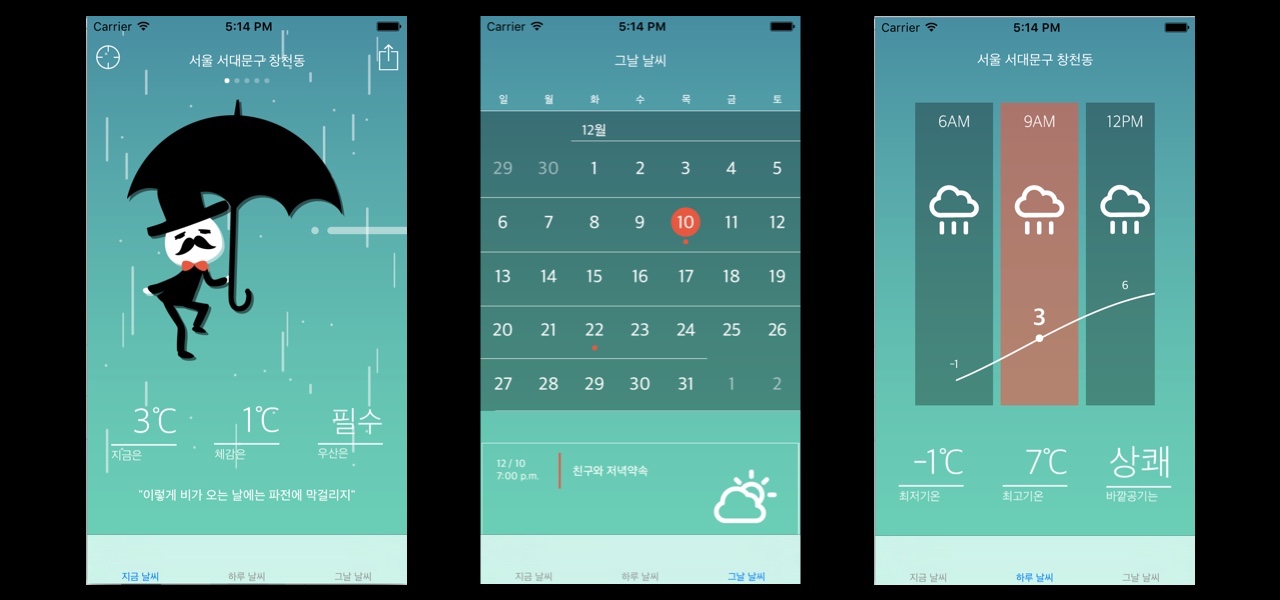 Carrier 5:14 PM
서울 서대문구 창천동
3°C 1°C 필수
지금은 체감은 우산은
"이렇게 비가 오는 날에는 파전에 막걸리지"
지금 날씨 하루 날씨 그날 날씨
Carrier 5:14 PM
그날 날씨
일 월 화 수 목 금 토
12월
29 30 1 2 3 4 5
6 7 8 9 10 11 12
13 14 15 16 17 18 19
20 21 22 23 24 25 26
27 28 29 30 31 1 2
12 / 10
7:00 p.m.
친구와 저녁약속
지금 날씨 하루 날씨 그날 날씨
Carrier 5:14 PM
서울 서대문구 창천동
6AM 9AM 12PM
6
3
-1
-1°C 7°C 상쾌
최저기온 최고기온 바깥공기는
지금 날씨 하루 날씨 그날 날씨